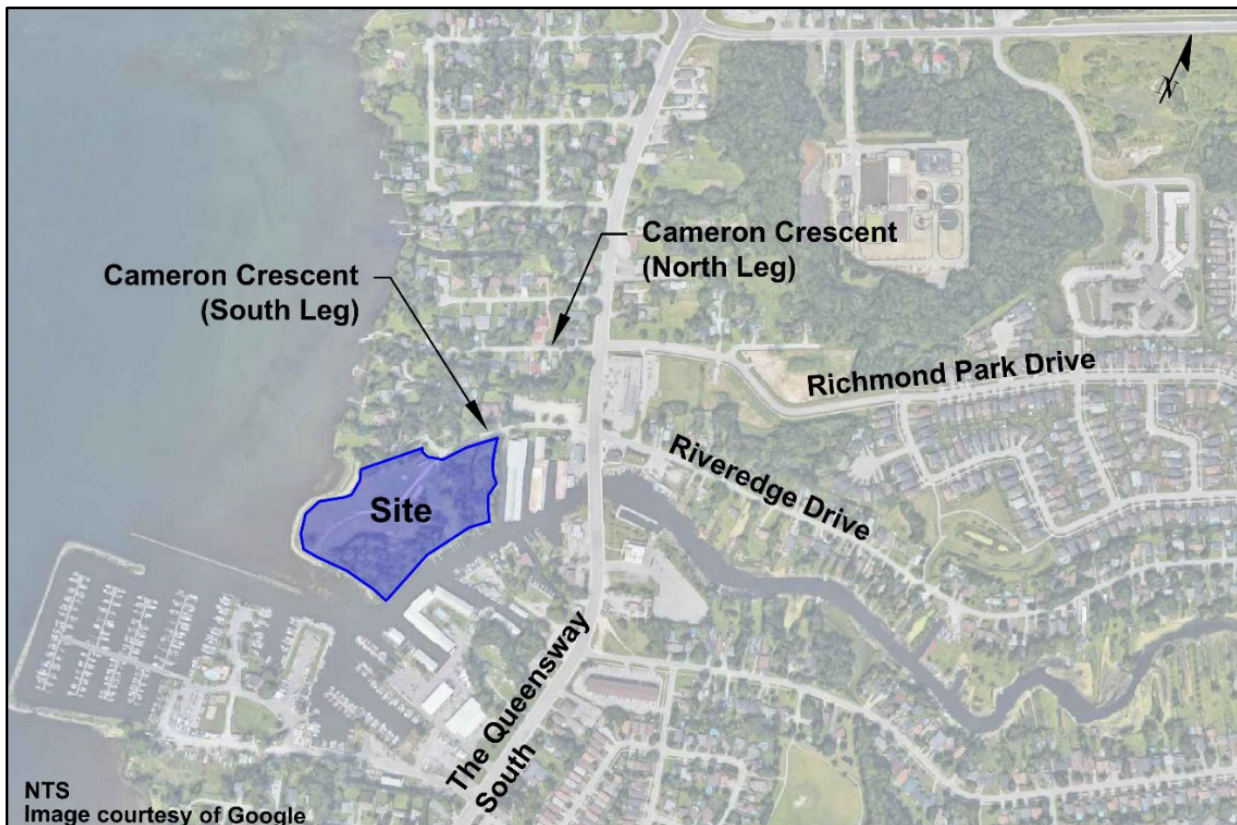 N
Cameron Crescent
(North Leg)
Cameron Crescent
(South Leg)
Richmond Park Drive
Riveredge Drive
Site
The Queensway
South
NTS
Image courtesy of Google